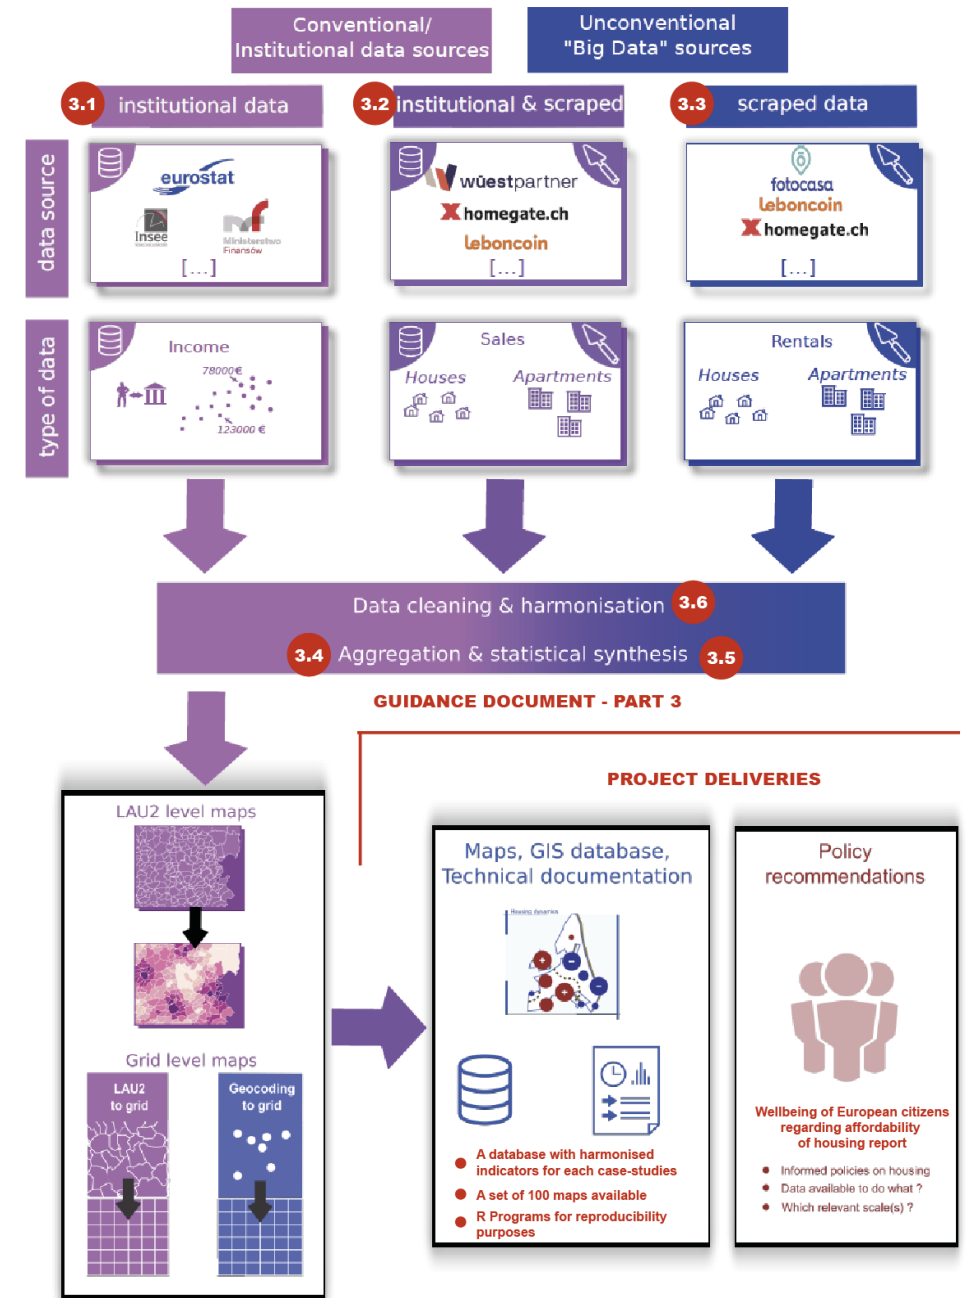 Conventional/
Institutional data sources
Unconventional
"Big Data" sources
3.1 institutional data
3.2 institutional & scraped
3.3 scraped data
data source
eurostat
Insee
Ministerstwo
Finansów
[...]
wüestpartner
homegate.ch
leboncoin
[...]
fotocasa
leboncoin
homegate.ch
[...]
type of data
Income
78000 €
123000 €
Sales
Houses
Apartments
Rentals
Houses
Apartments
Data cleaning & harmonisation 3.6
3.4 Aggregation & statistical synthesis 3.5
GUIDANCE DOCUMENT - PART 3
PROJECT DELIVERIES
LAU2 level maps
Grid level maps
LAU2
to grid
Geocoding
to grid
Maps, GIS database,
Technical documentation
Housing dynamics
A database with harmonised
indicators for each case-studies
A set of 100 maps available
R Programs for reproducibility
purposes
Policy
recommendations
Wellbeing of European citizens
regarding affordability
of housing report
Informed policies on housing
Data available to do what ?
Which relevant scale(s) ?